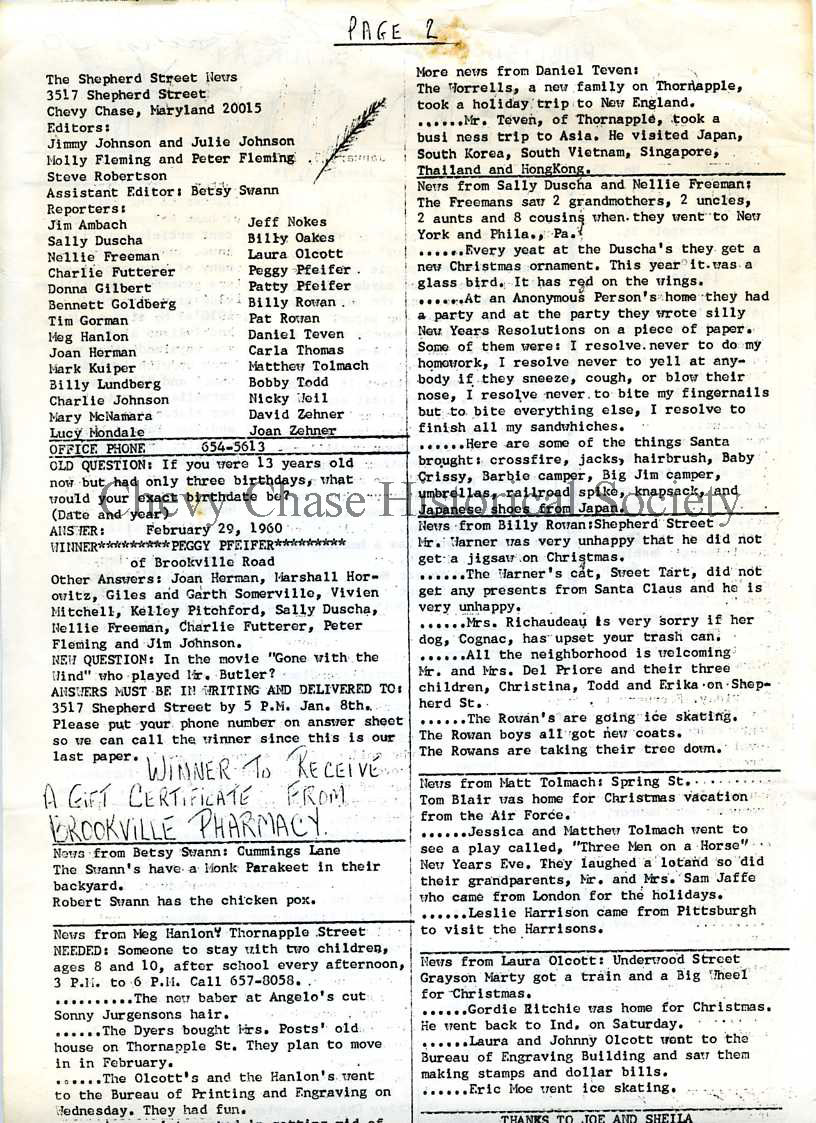 PAGE 2
The Shepherd Street News
3517 Shepherd Street
Chevy Chase, Maryland 20015
Editors:
Jimmy Johnson and Julie Johnson
Molly Fleming and Peter Fleming
Steve Robertson
Assistant Editor: Betsy Swann
Reporters:
Jim Ambach Jeff Nokes
Sally Duscha Billy Oakes
Nellie Freeman Laura Olcott
Charlie Futterer Peggy Pfeifer
Donna Gilbert Patty Pfeifer
Bennett Goldberg Billy Rowan
Tim Gorman Pat Rowan
Meg Hanlon Daniel Teven
Joan Herman Carla Thomas
Mark Kuiper Matthew Tolmach
Billy Lundberg Bobby Todd
Charlie Johnson Nicky Weil
Mary McNamara David Zehner
Lucy Mondale Joan Zehner
OFFICE PHONE 654-5613
OLD QUESTION: If you were 13 years old
now but had only three birthdays, what
would your exact birthdate be?
(Date and year)
ANSWER: February 29, 1960
WINNER*********PEGGY PFEIFER*********
of Brookville Road
Other Answers: Joan Herman, Marshall Hor-
owitz, Giles and Garth Somerville, Vivien
Mitchell, Kelley Pitchford, Sally Duscha,
Nellie Freeman, Charlie Futterer, Peter
Fleming and Jim Johnson.
NEW QUESTION: In the movie "Gone with the
Wind" who played Mr. Butler?
ANSWERS MUST BE IN WRITING AND DELIVERED TO:
3517 Shepherd Street by 5 P.M. Jan. 8th.
Please put your phone number on answer sheet
so we can call the winner since this is our
last paper.
WINNER TO RECEIVE
A GIFT CERTIFICATE FROM
BROOKVILLE PHARMACY.
News from Betsy Swann: Cummings Lane
The Swann's have a Monk Parakeet in their
backyard.
Robert Swann has the chicken pox.
News from Meg Hanlon: Thornapple Street
NEEDED: Someone to stay with two children,
ages 8 and 10, after school every afternoon,
3 P.M. to 6 P.M. Call 657-8058.
..........The new baber at Angelo's cut
Sonny Jurgensons hair.
......The Dyers bought Mrs. Posts' old
house on Thornapple St. They plan to move
in in February.
......The Olcott's and the Hanlon's went
to the Bureau of Printing and Engraving on
Wednesday. They had fun.
More news from Daniel Teven:
The Worrells, a new family on Thornapple,
took a holiday trip to New England.
......Mr. Teven, of Thornapple, took a
busi ness trip to Asia. He visited Japan,
South Korea, South Vietnam, Singapore,
Thailand and HongKong.
News from Sally Duscha and Nellie Freeman:
The Freemans saw 2 grandmothers, 2 uncles,
2 aunts and 8 cousins when they went to New
York and Phila., Pa.
......Every yeat at the Duscha's they get a
new Christmas ornament. This year it was a
glass bird. It has red on the wings.
......At an Anonymous Person's home they had
a party and at the party they wrote silly
New Years Resolutions on a piece of paper.
Some of them were: I resolve never to do my
homework, I resolve never to yell at any-
body if they sneeze, cough, or blow their
nose, I resolve never to bite my fingernails
but to bite everything else, I resolve to
finish all my sandwhiches.
......Here are some of the things Santa
brought: crossfire, jacks, hairbrush, Baby
Crissy, Barbie camper, Big Jim camper,
umbrellas, railroad spike, knapsack, and
Japanese shoes from Japan.
News from Billy Rowan:Shepherd Street
Mr. Warner was very unhappy that he did not
get a jigsaw on Christmas.
......The Warner's cat, Sweet Tart, did not
get any presents from Santa Claus and he is
very unhappy.
......Mrs. Richaudeau is very sorry if her
dog, Cognac, has upset your trash can.
......All the neighborhood is welcoming
Mr. and Mrs. Del Priore and their three
children, Christina, Todd and Erika on Shep-
herd St.
......The Rowan's are going ice skating.
The Rowan boys all got new coats.
The Rowans are taking their tree down.
News from Matt Tolmach: Spring St.
Tom Blair was home for Christmas vacation
from the Air Force.
......Jessica and Matthew Tolmach went to
see a play called, "Three Men on a Horse"
New Years Eve. They laughed a lotand so did
their grandparents, Mr. and Mrs. Sam Jaffe
who came from London for the holidays.
......Leslie Harrison came from Pittsburgh
to visit the Harrisons.
News from Laura Olcott: Underwood Street
Grayson Marty got a train and a Big Wheel
for Christmas.
......Gordie Ritchie was home for Christmas.
He went back to Ind. on Saturday.
......Laura and Johnny Olcott went to the
Bureau of Engraving Building and saw them
making stamps and dollar bills.
......Eric Moe went ice skating.
THANKS TO JOE AND SHEILA
Chevy Chase Historical Society